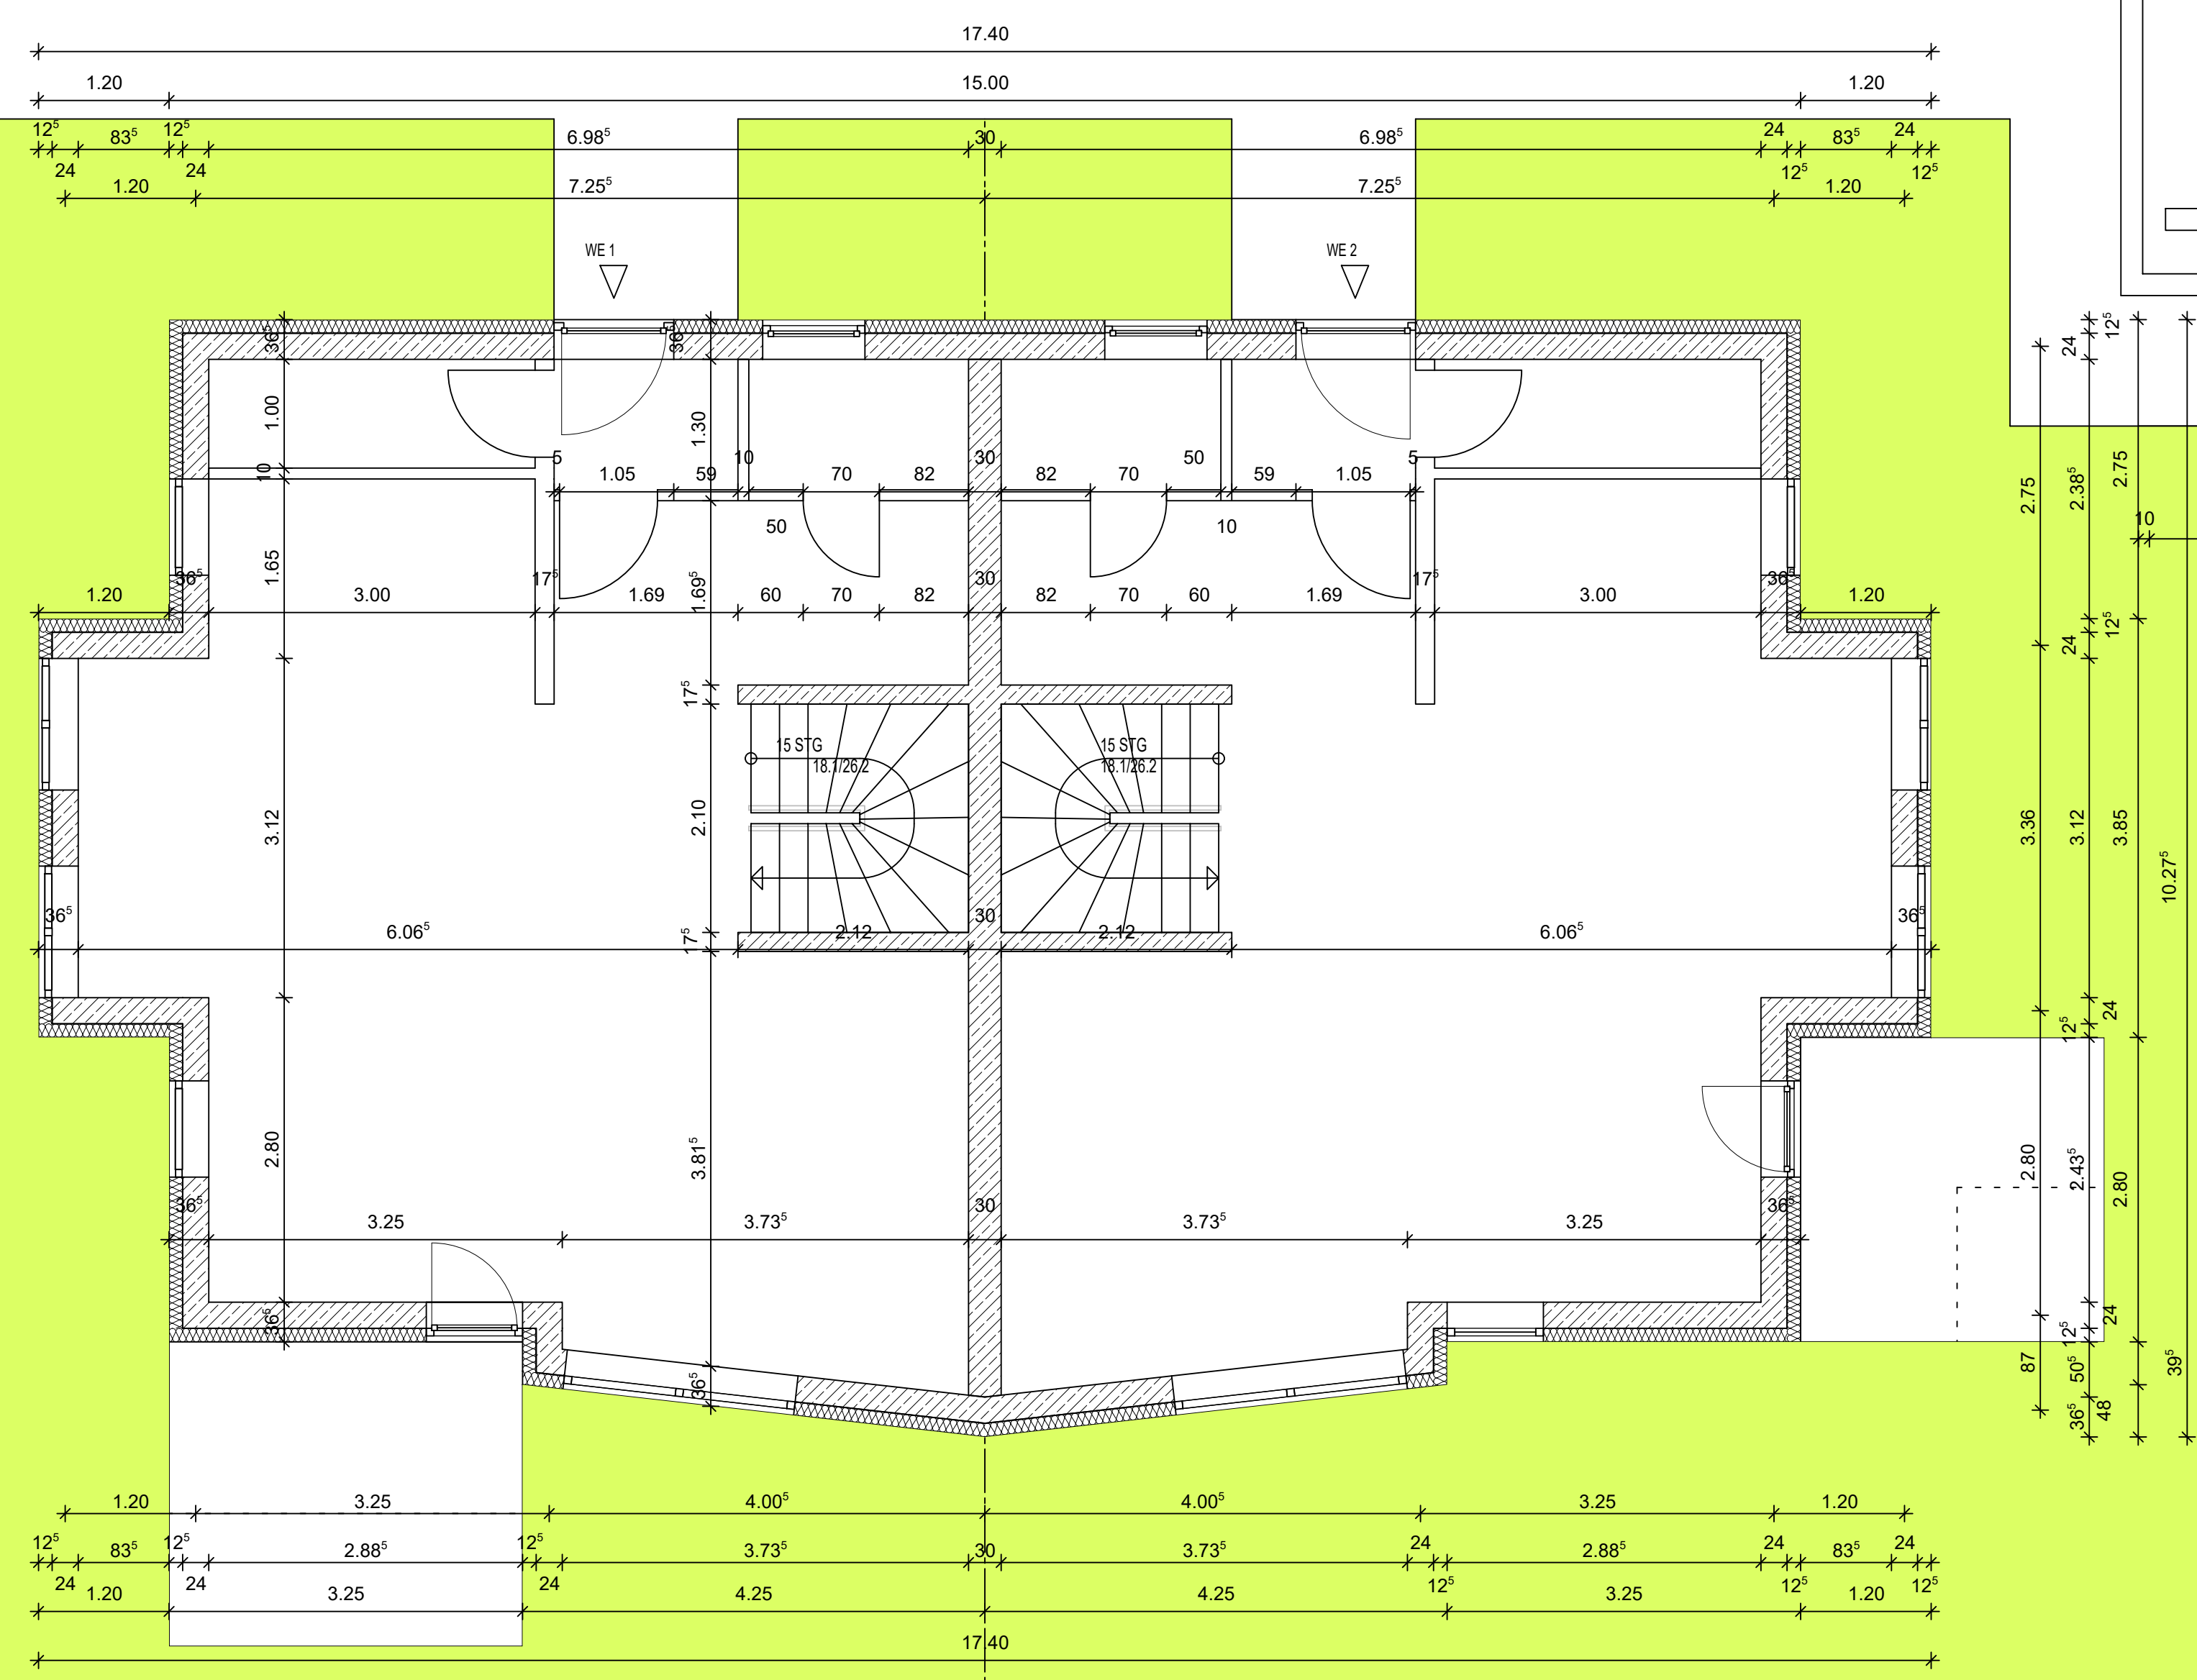 17.40
1.20 15.00 1.20
12⁵ 83⁵ 12⁵ 6.98⁵ 30 6.98⁵ 24 83⁵ 24
24 24 12⁵ 12⁵
1.20 7.25⁵ 7.25⁵ 1.20
WE 1 WE 2
36⁵ 36⁵ 24 12⁵
1.00 1.30
10 5 10 30 50 5
1.05 59 70 82 82 70 59 1.05
2.75 2.38⁵ 2.75
50 10 10
1.65 36⁵ 17⁵ 1.69⁵ 30 17⁵ 36⁵
1.20 3.00 1.69 60 70 82 82 70 60 1.69 3.00 1.20
24 12⁵
17⁵
15 STG 15 STG
18.1/26.2 18.1/26.2
3.12 2.10 3.36 3.12 3.85
10.27⁵
36⁵ 30 36⁵
6.06⁵ 17⁵ 2.12 2.12 6.06⁵
12⁵ 24
2.80 3.81⁵ 2.80 2.43⁵ 2.80
36⁵ 30 36⁵
3.25 3.73⁵ 3.73⁵ 3.25
36⁵ 12⁵ 24
36⁵ 87 50⁵ 39⁵
36⁵ 48
1.20 3.25 4.00⁵ 4.00⁵ 3.25 1.20
12⁵ 83⁵ 12⁵ 2.88⁵ 12⁵ 3.73⁵ 30 3.73⁵ 24 2.88⁵ 24 83⁵ 24
24 24 24 12⁵ 12⁵ 12⁵
1.20 3.25 4.25 4.25 3.25 1.20
17.40